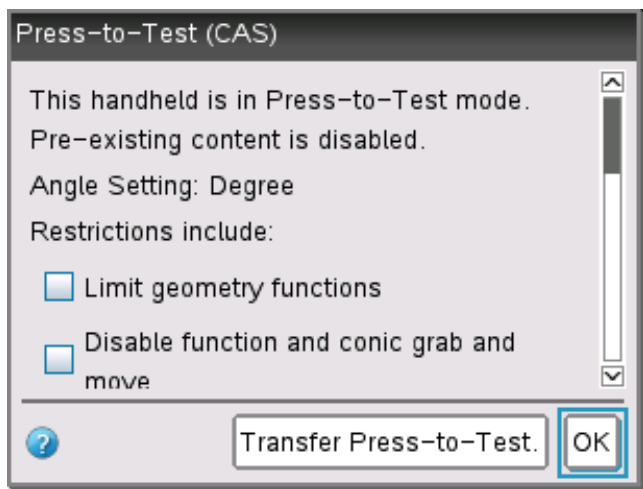 Press-to-Test (CAS)
This handheld is in Press-to-Test mode.
Pre-existing content is disabled.
Angle Setting: Degree
Restrictions include:
Limit geometry functions
Disable function and conic grab and
move
?
Transfer Press-to-Test.
OK